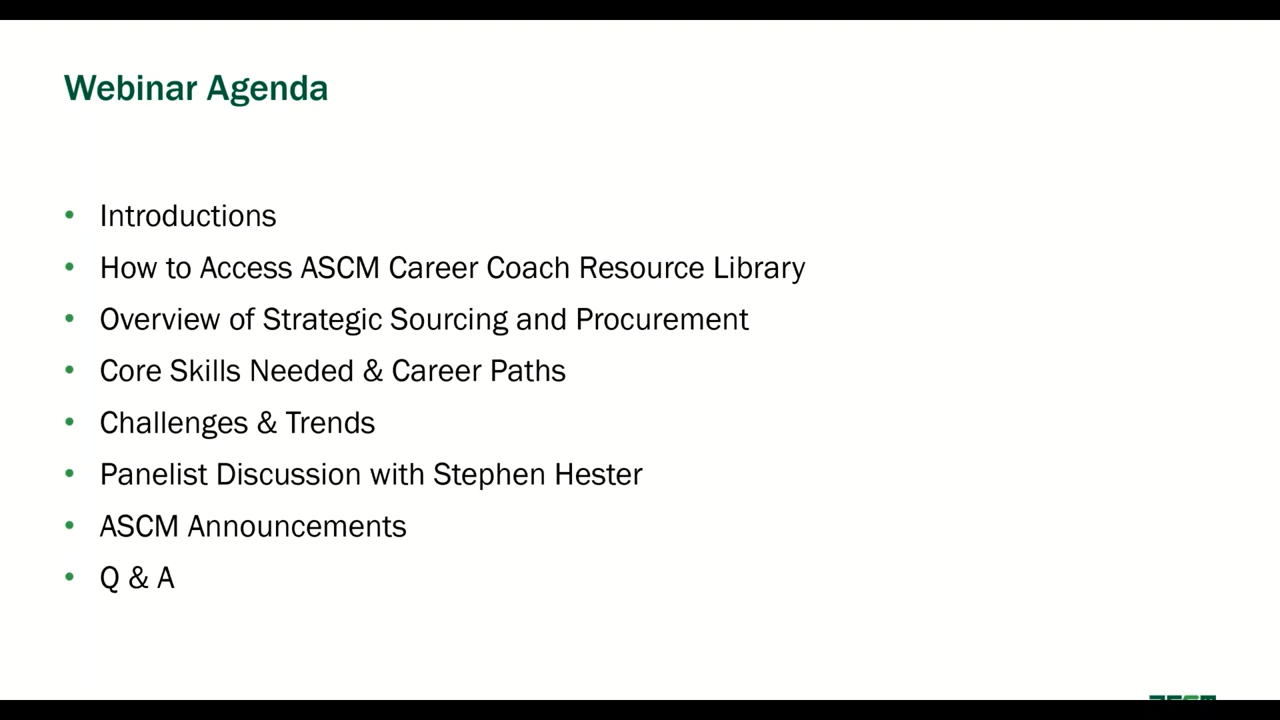 Webinar Agenda
• Introductions
• How to Access ASCM Career Coach Resource Library
• Overview of Strategic Sourcing and Procurement
• Core Skills Needed & Career Paths
• Challenges & Trends
• Panelist Discussion with Stephen Hester
• ASCM Announcements
• Q & A